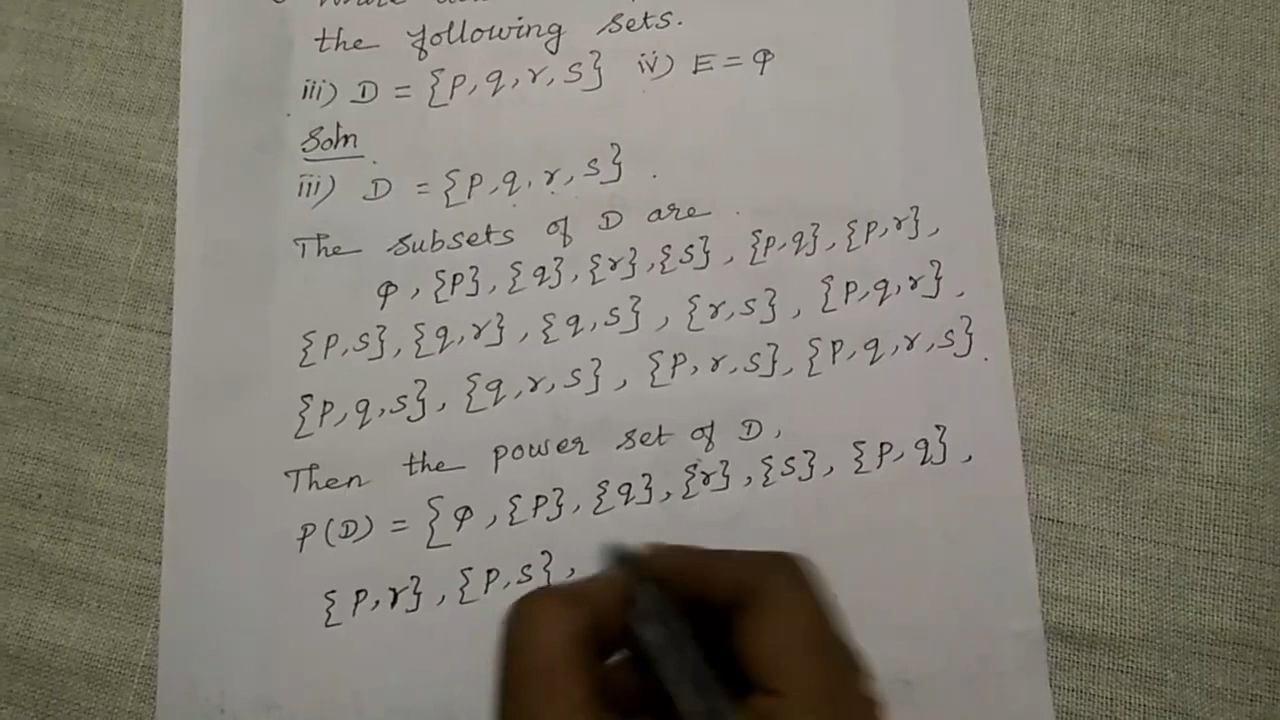 the following sets.
iii) D = {p, q, r, s} iv) E = φ
Soln
iii) D = {p, q, r, s}.
The subsets of D are
φ, {p}, {q}, {r}, {s}, {p, q}, {p, r},
{p, s}, {q, r}, {q, s}, {r, s}, {p, q, r},
{p, q, s}, {q, r, s}, {p, r, s}, {p, q, r, s}.
Then the power set of D,
P(D) = {φ, {p}, {q}, {r}, {s}, {p, q},
{p, r}, {p, s},